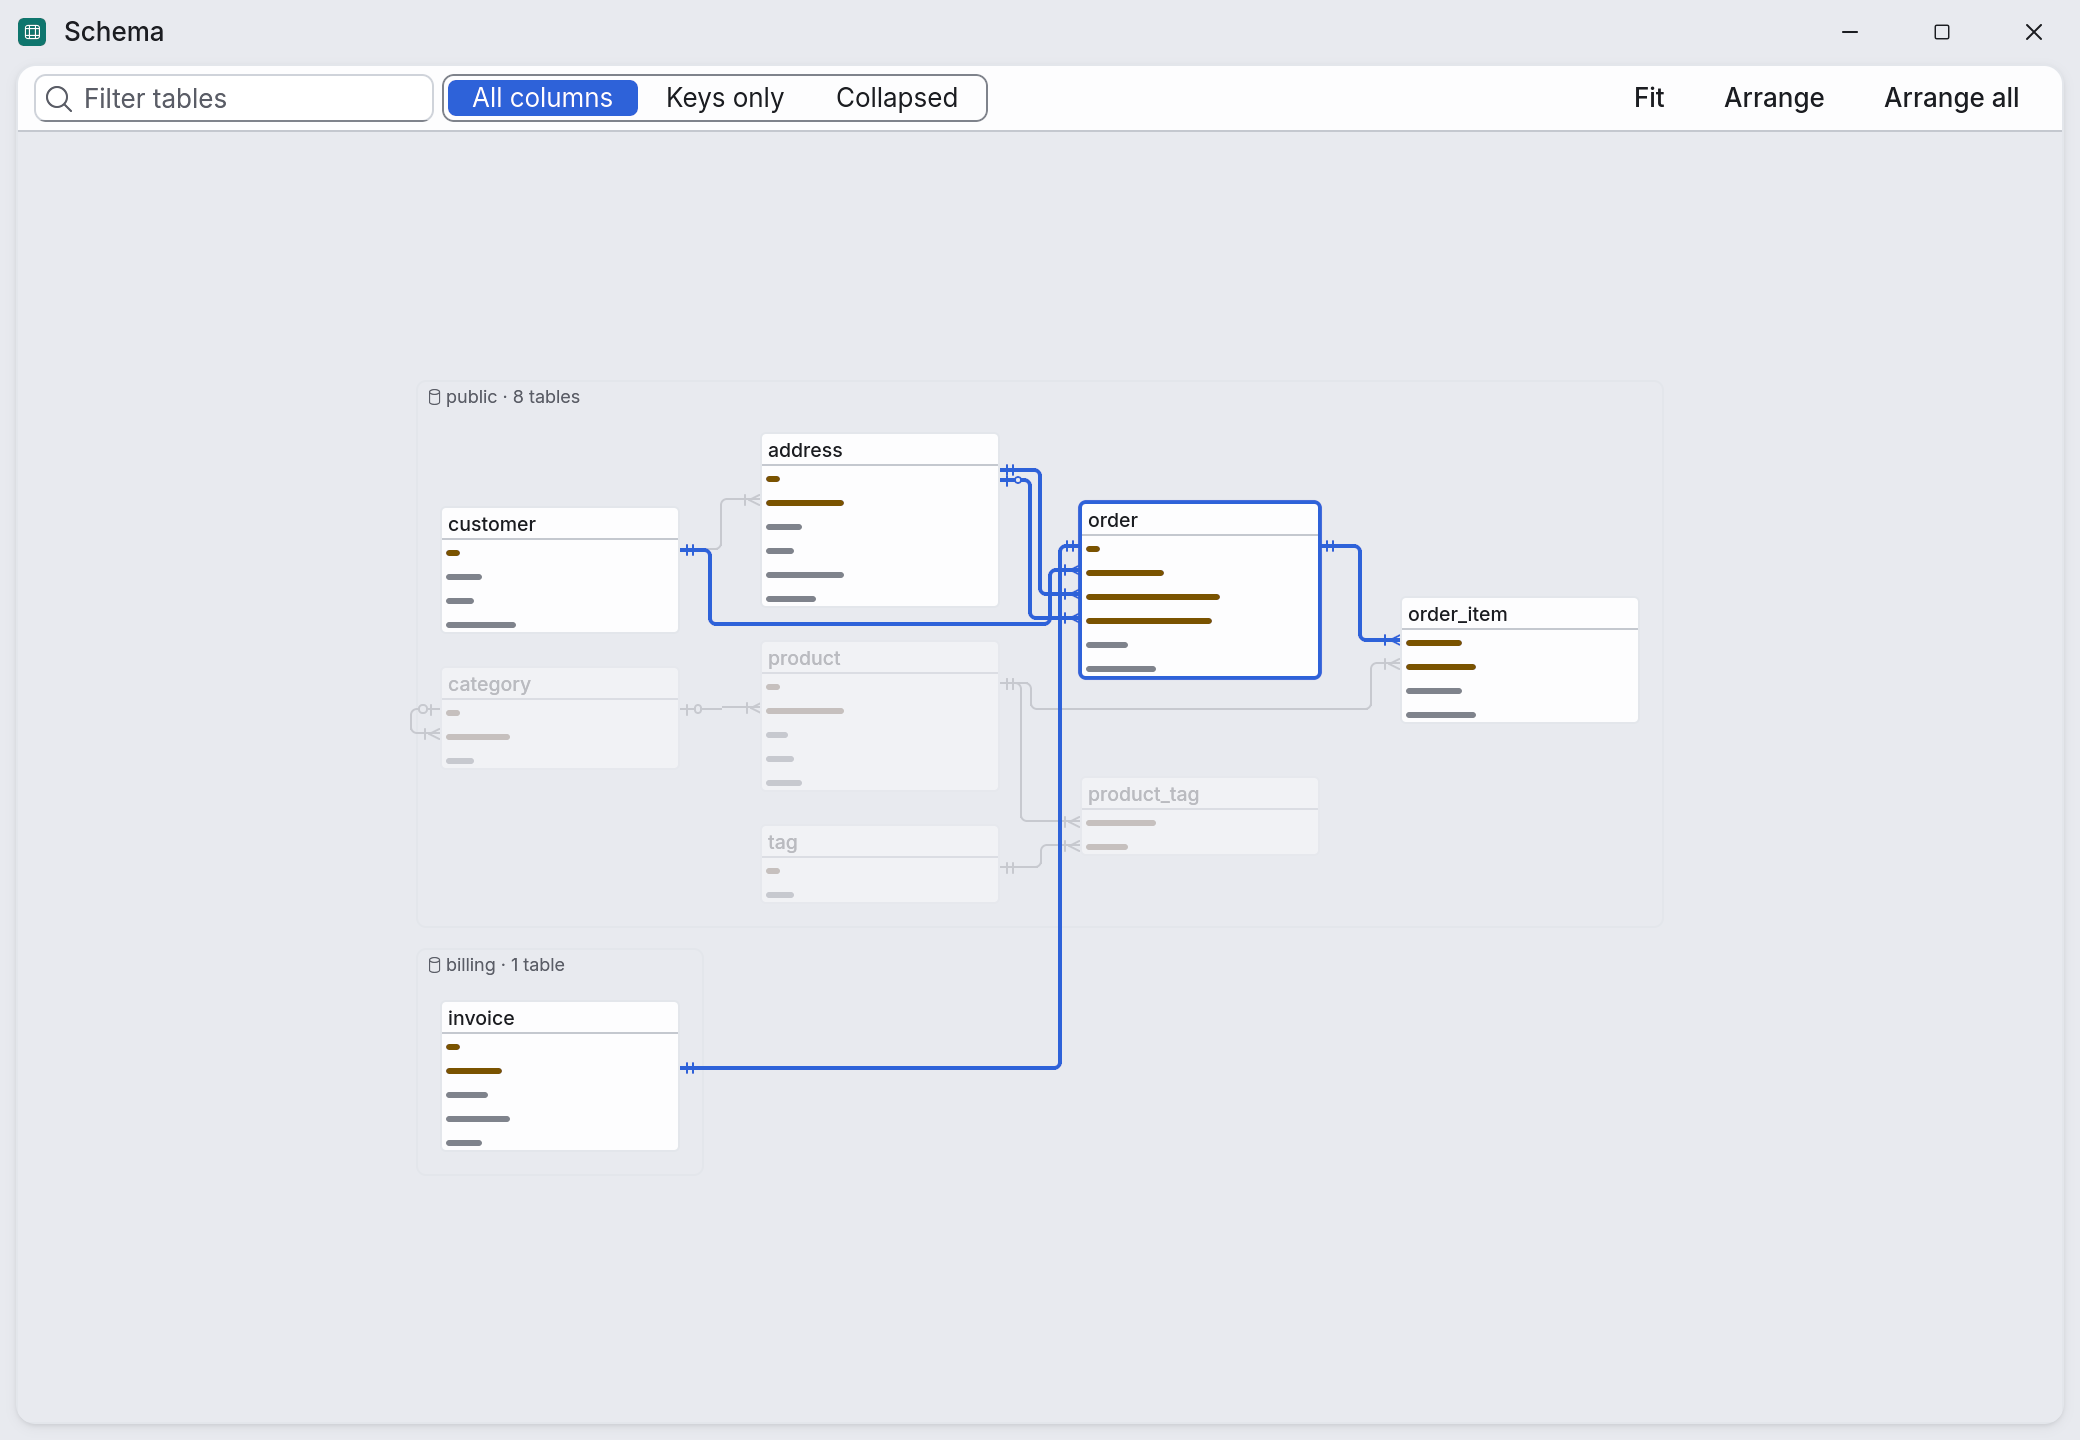 Schema
Filter tables
All columns
Keys only
Collapsed
Fit
Arrange
Arrange all
public · 8 tables
address
customer
order
order_item
product
category
product_tag
tag
billing · 1 table
invoice